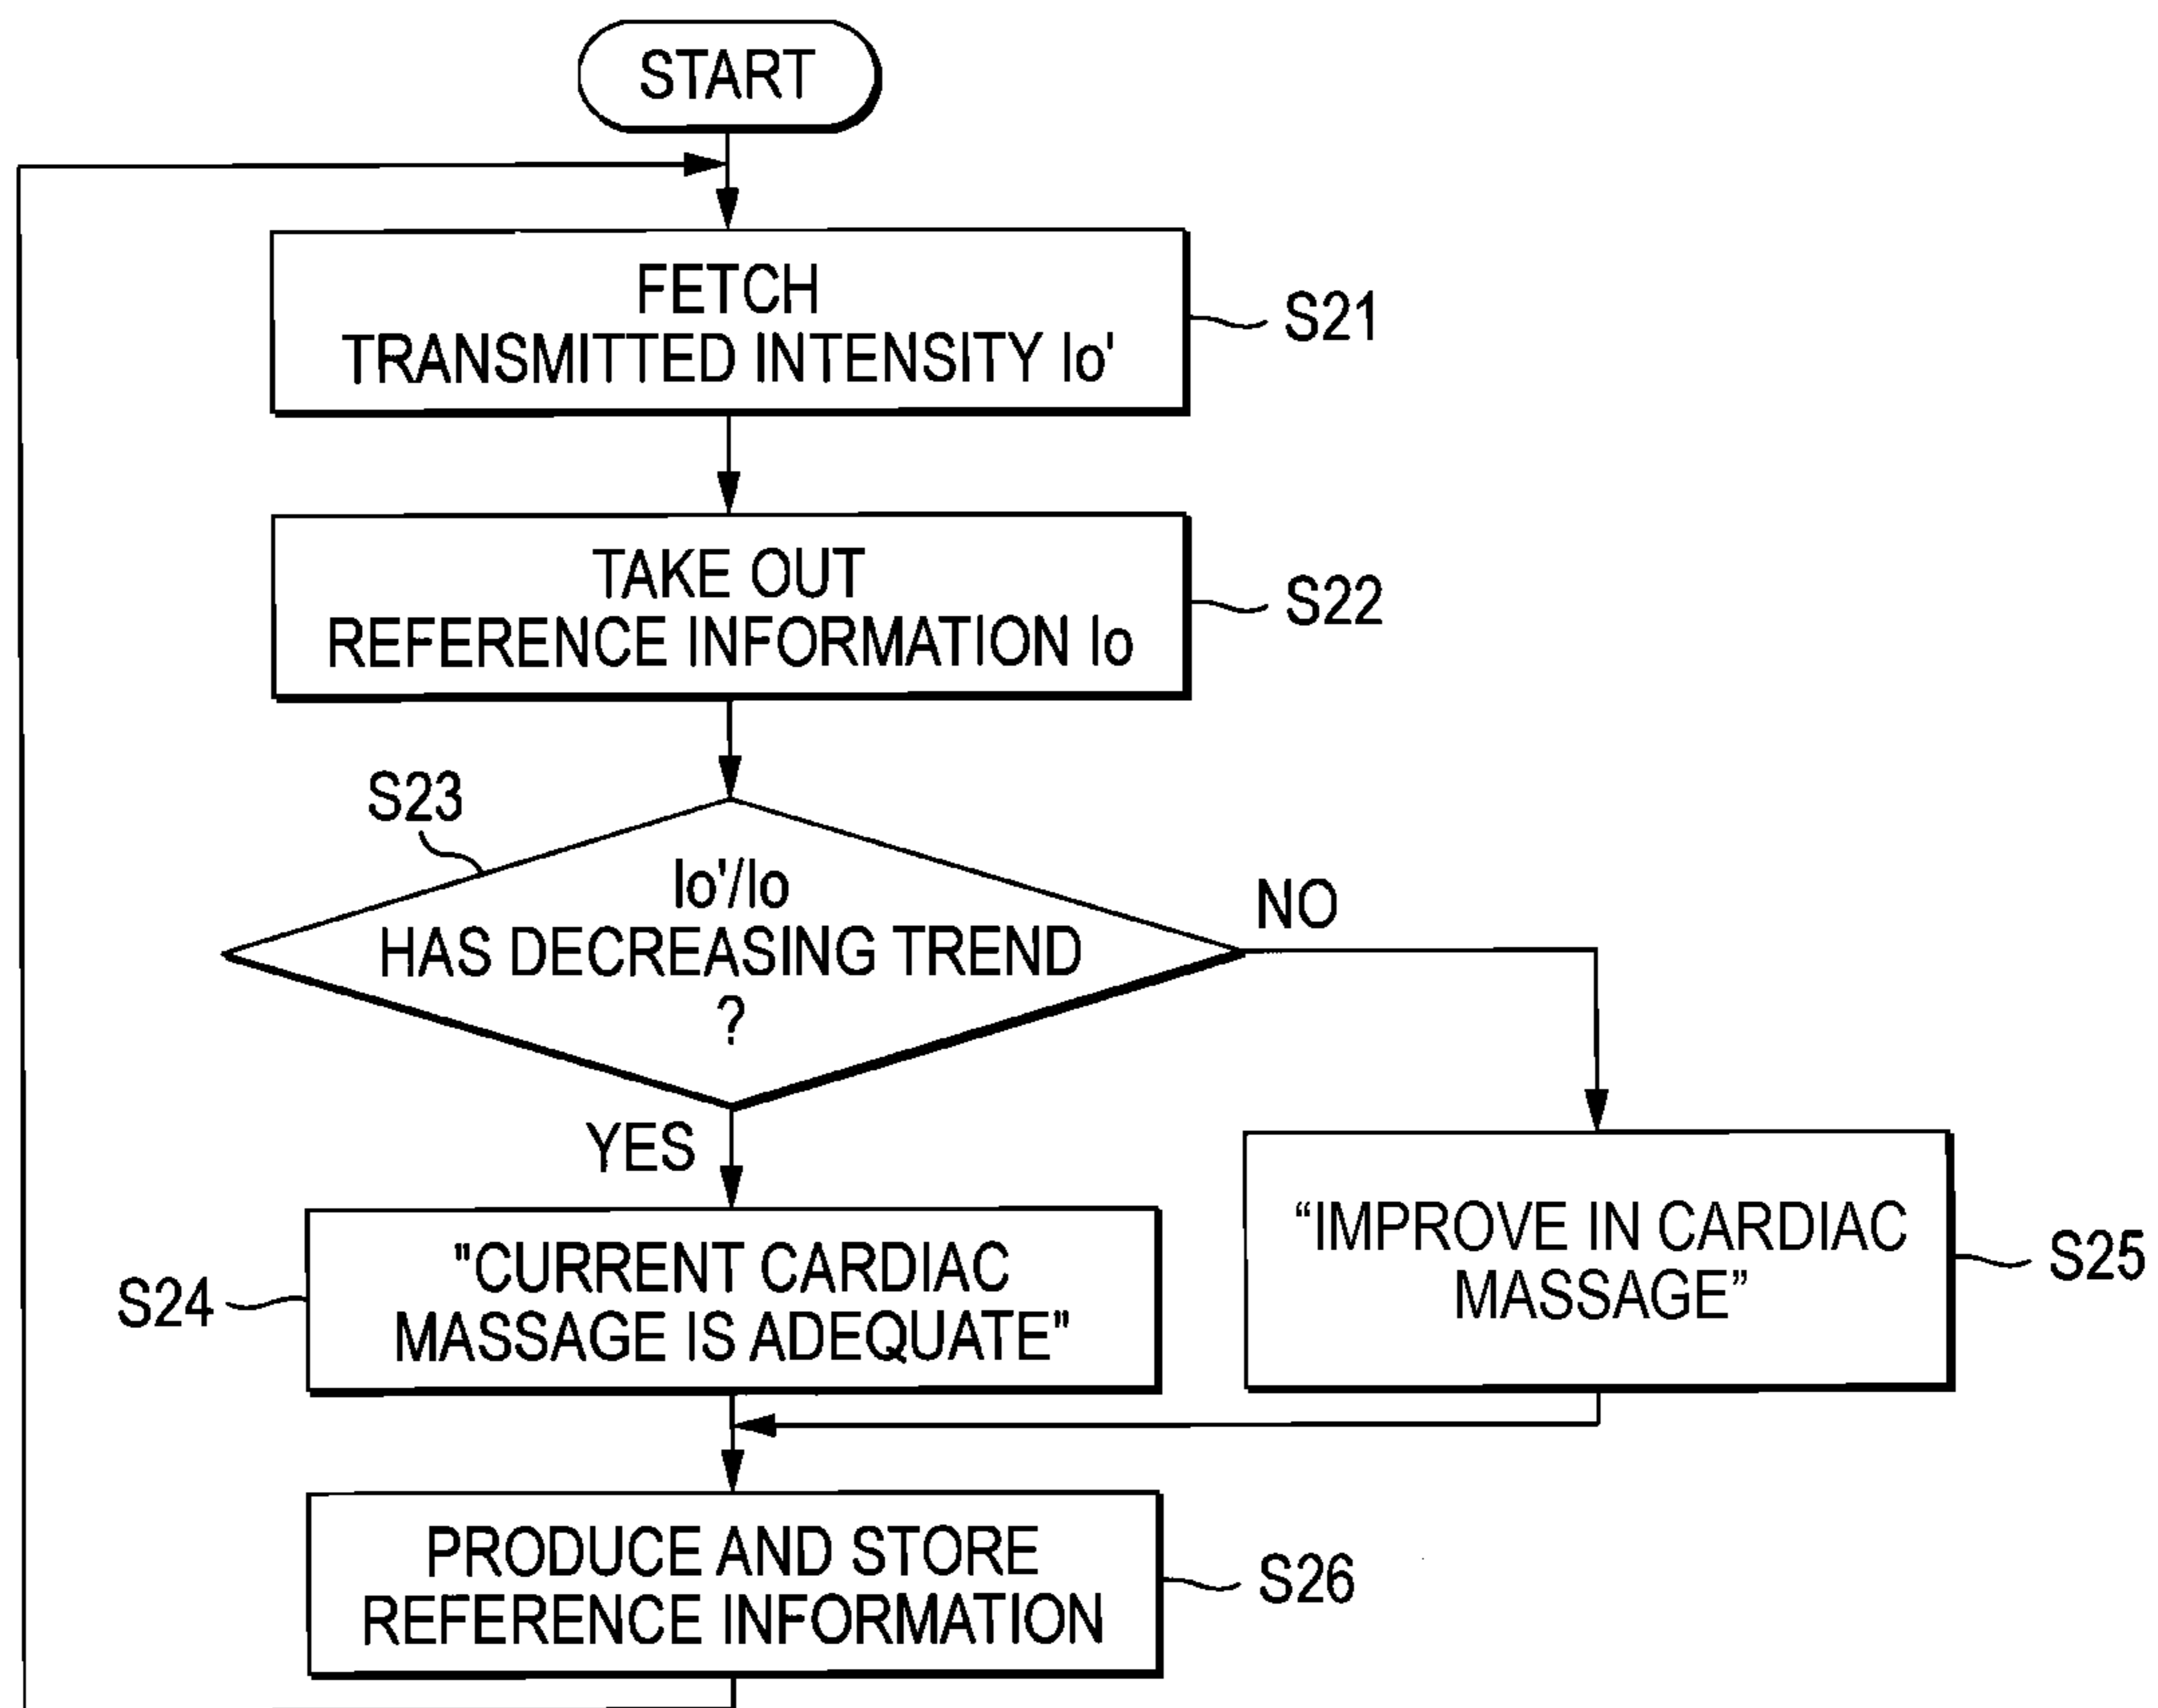 START
FETCH
TRANSMITTED INTENSITY Io'
S21
TAKE OUT
REFERENCE INFORMATION Io
S22
S23
Io'/Io
HAS DECREASING TREND
?
NO
YES
"CURRENT CARDIAC
MASSAGE IS ADEQUATE"
S24
“IMPROVE IN CARDIAC
MASSAGE”
S25
PRODUCE AND STORE
REFERENCE INFORMATION
S26